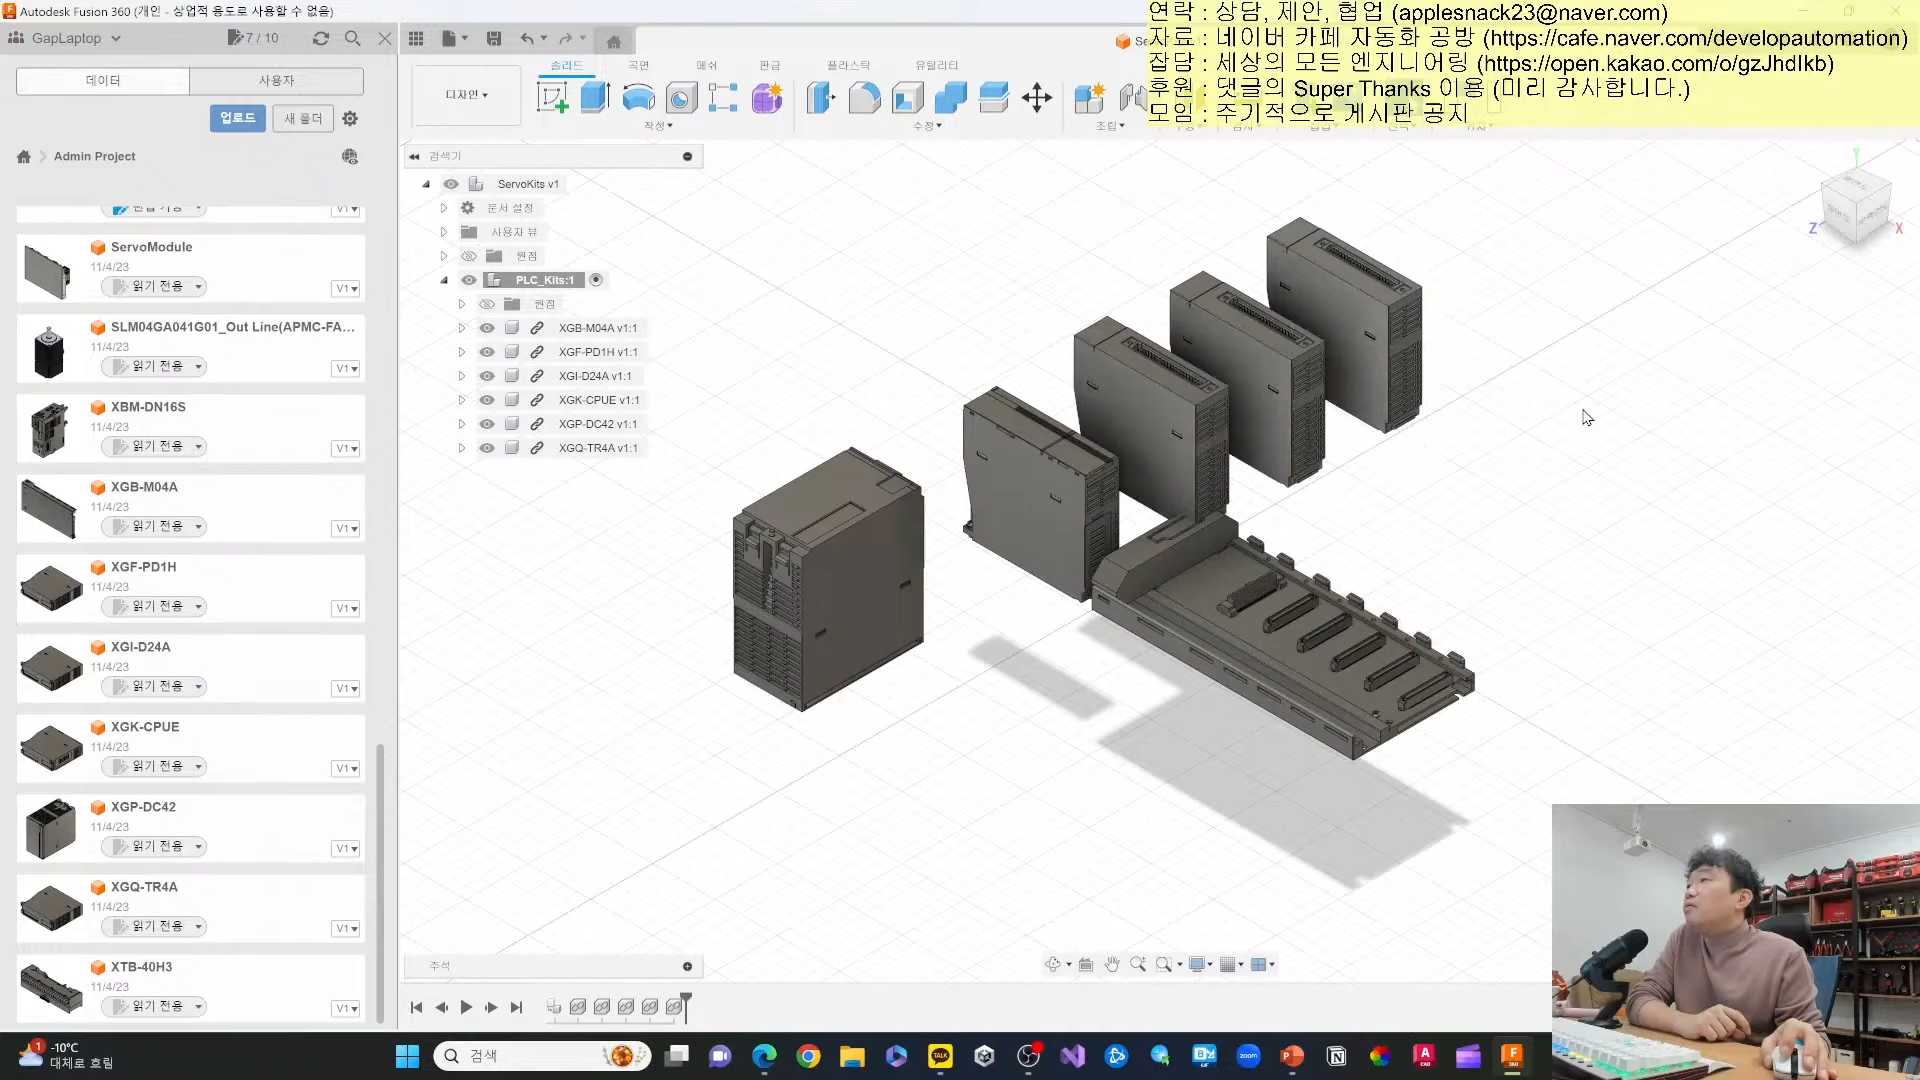 Autodesk Fusion 360 (개인 - 상업적 용도로 사용할 수 없음)
연락 : 상담, 제안, 협업 (applesnack23@naver.com)
자료 : 네이버 카페 자동화 공방 (https://cafe.naver.com/developautomation)
잡담 : 세상의 모든 엔지니어링 (https://open.kakao.com/o/gzJhdIkb)
후원 : 댓글의 Super Thanks 이용 (미리 감사합니다.)
모임 : 주기적으로 게시판 공지
GapLaptop
7 / 10
데이터
사용자
업로드
새 폴더
Admin Project
솔리드
곡면
메쉬
판금
플라스틱
유틸리티
디자인
작성
수정
조립
검색기
ServoKits v1
문서 설정
사용자 뷰
원점
PLC_Kits:1
원점
XGB-M04A v1:1
XGF-PD1H v1:1
XGI-D24A v1:1
XGK-CPUE v1:1
XGP-DC42 v1:1
XGQ-TR4A v1:1
V1
ServoModule
11/4/23
읽기 전용
V1
SLM04GA041G01_Out Line(APMC-FA...
11/4/23
읽기 전용
V1
XBM-DN16S
11/4/23
읽기 전용
V1
XGB-M04A
11/4/23
읽기 전용
V1
XGF-PD1H
11/4/23
읽기 전용
V1
XGI-D24A
11/4/23
읽기 전용
V1
XGK-CPUE
11/4/23
읽기 전용
V1
XGP-DC42
11/4/23
읽기 전용
V1
XGQ-TR4A
11/4/23
읽기 전용
V1
XTB-40H3
11/4/23
읽기 전용
V1
Y
Z
X
주석
1
-10°C
대체로 흐림
검색
TALK
zoom